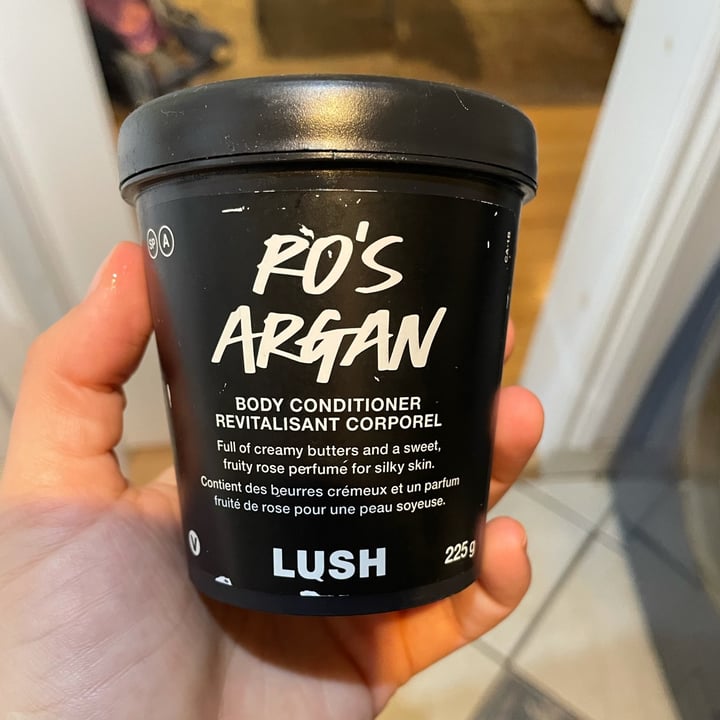 SP A
RO'S
ARGAN
BODY CONDITIONER
REVITALISANT CORPOREL
Full of creamy butters and a sweet,
fruity rose perfume for silky skin.
Contient des beurres crémeux et un parfum
fruité de rose pour une peau soyeuse.
V
LUSH
225g